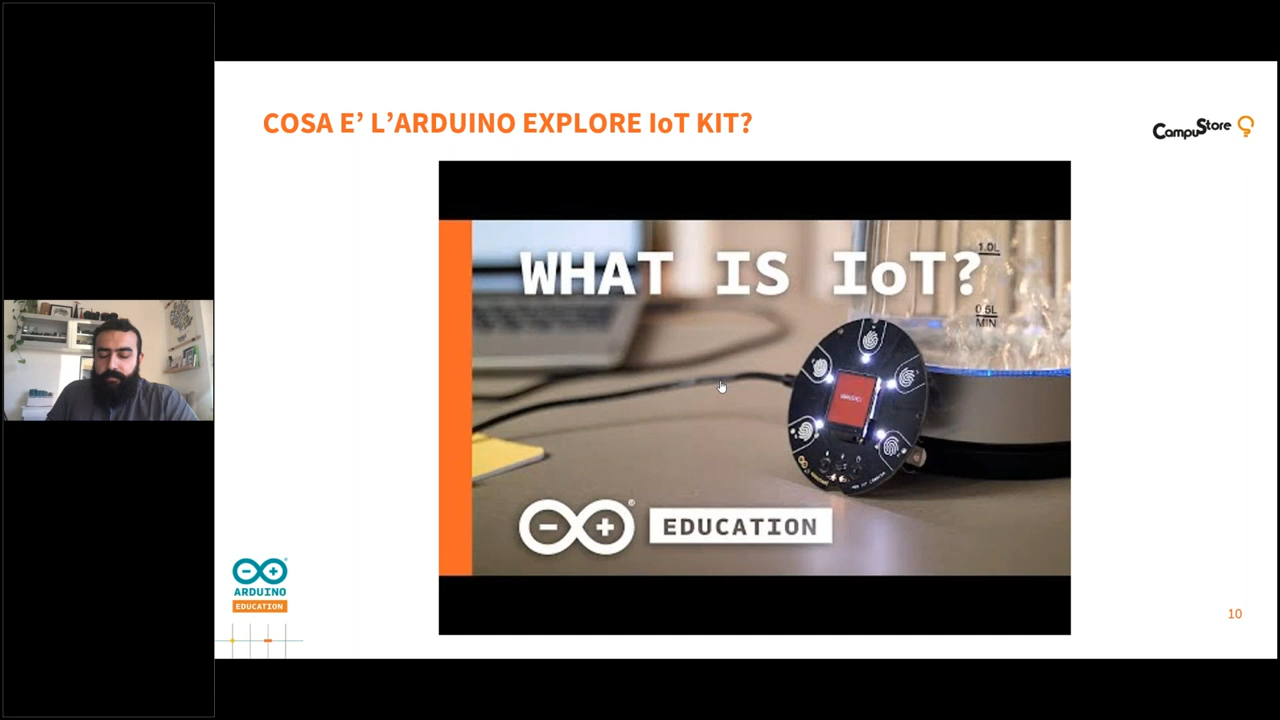 COSA E’ L’ARDUINO EXPLORE IoT KIT?
CampuStore
WHAT IS IoT?
1.0L
0.5L
MIN
EDUCATION
ARDUINO
EDUCATION
10